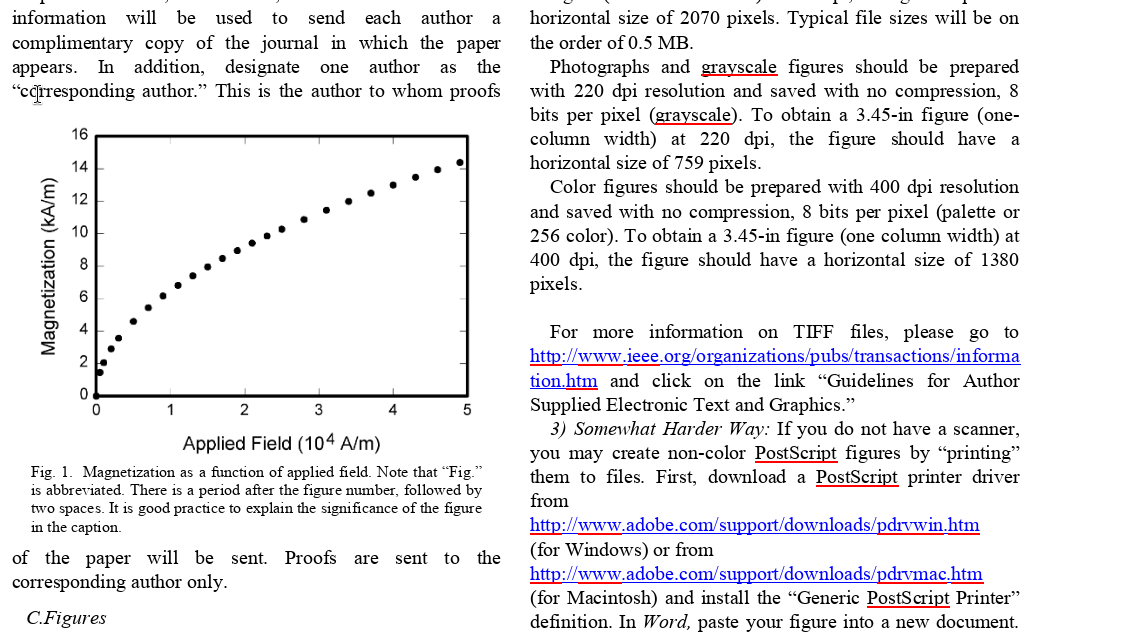 information will be used to send each author a
complimentary copy of the journal in which the paper
appears. In addition, designate one author as the
“corresponding author.” This is the author to whom proofs
16
14
12
10
8
6
4
2
0
Magnetization (kA/m)
0 1 2 3 4 5
Applied Field (10⁴ A/m)
Fig. 1. Magnetization as a function of applied field. Note that “Fig.”
is abbreviated. There is a period after the figure number, followed by
two spaces. It is good practice to explain the significance of the figure
in the caption.
of the paper will be sent. Proofs are sent to the
corresponding author only.
C.Figures
horizontal size of 2070 pixels. Typical file sizes will be on
the order of 0.5 MB.
Photographs and grayscale figures should be prepared
with 220 dpi resolution and saved with no compression, 8
bits per pixel (grayscale). To obtain a 3.45-in figure (one-
column width) at 220 dpi, the figure should have a
horizontal size of 759 pixels.
Color figures should be prepared with 400 dpi resolution
and saved with no compression, 8 bits per pixel (palette or
256 color). To obtain a 3.45-in figure (one column width) at
400 dpi, the figure should have a horizontal size of 1380
pixels.
For more information on TIFF files, please go to
http://www.ieee.org/organizations/pubs/transactions/informa
tion.htm and click on the link “Guidelines for Author
Supplied Electronic Text and Graphics.”
3) Somewhat Harder Way: If you do not have a scanner,
you may create non-color PostScript figures by “printing”
them to files. First, download a PostScript printer driver
from
http://www.adobe.com/support/downloads/pdrvwin.htm
(for Windows) or from
http://www.adobe.com/support/downloads/pdrvmac.htm
(for Macintosh) and install the “Generic PostScript Printer”
definition. In Word, paste your figure into a new document.